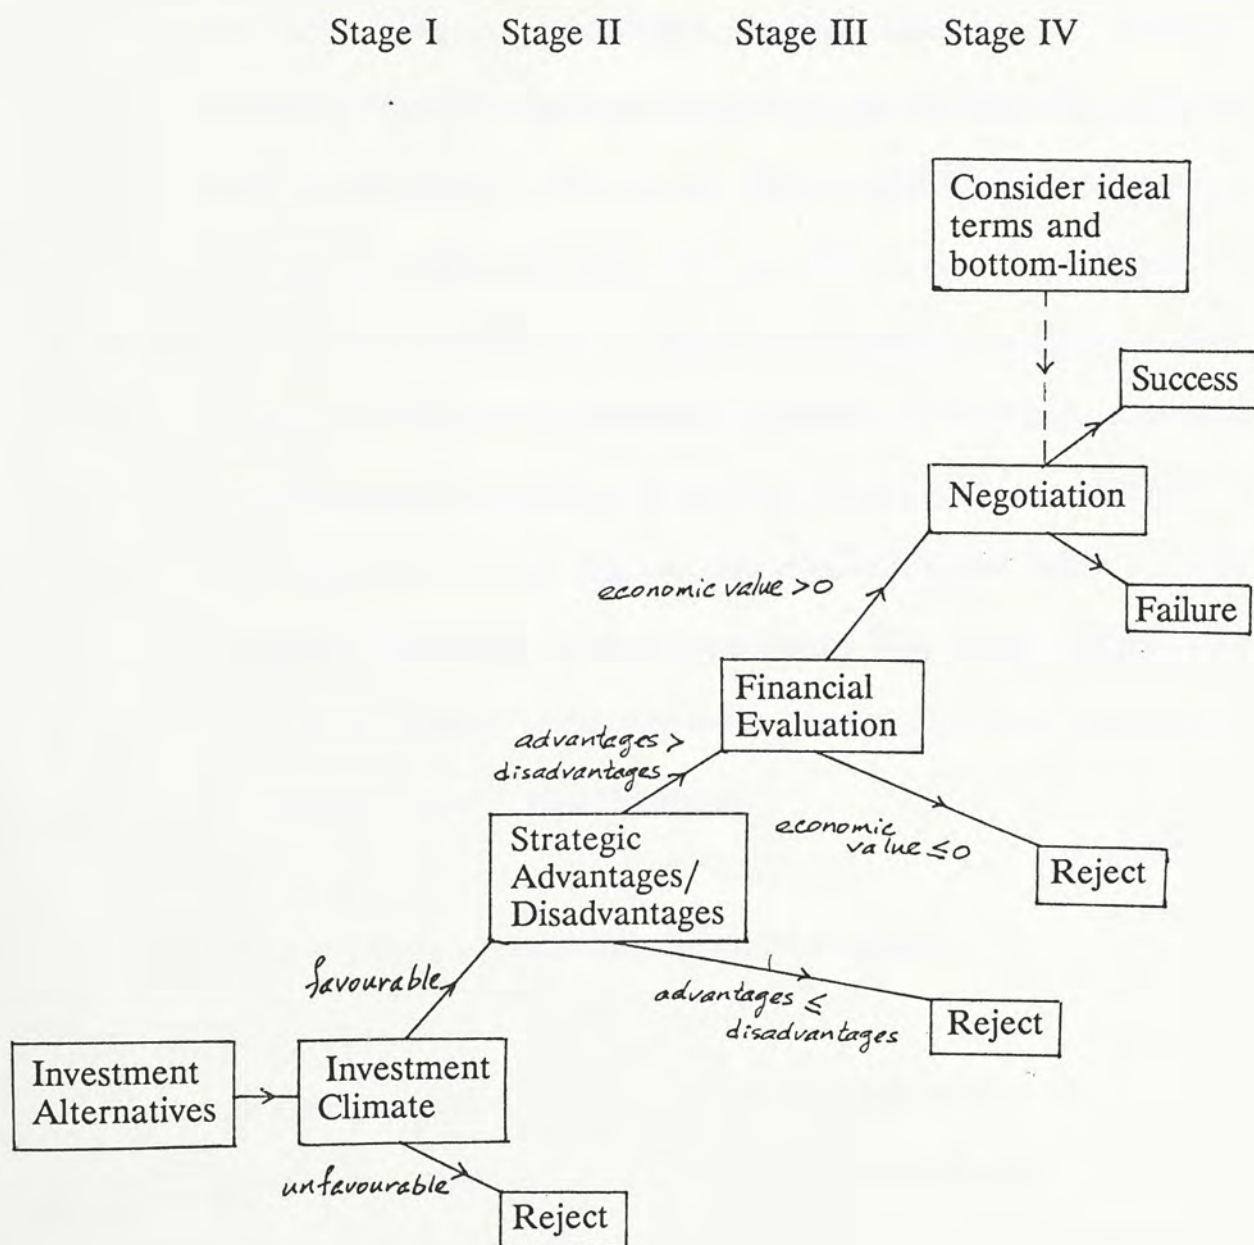 Stage I Stage II Stage III Stage IV
Consider ideal
terms and
bottom-lines
Success
Negotiation
economic value >0
Failure
Financial
Evaluation
advantages >
disadvantages
economic
value ≤0
Strategic
Advantages/
Disadvantages
Reject
favourable
advantages ≤
disadvantages
Reject
Investment
Alternatives
Investment
Climate
unfavourable
Reject